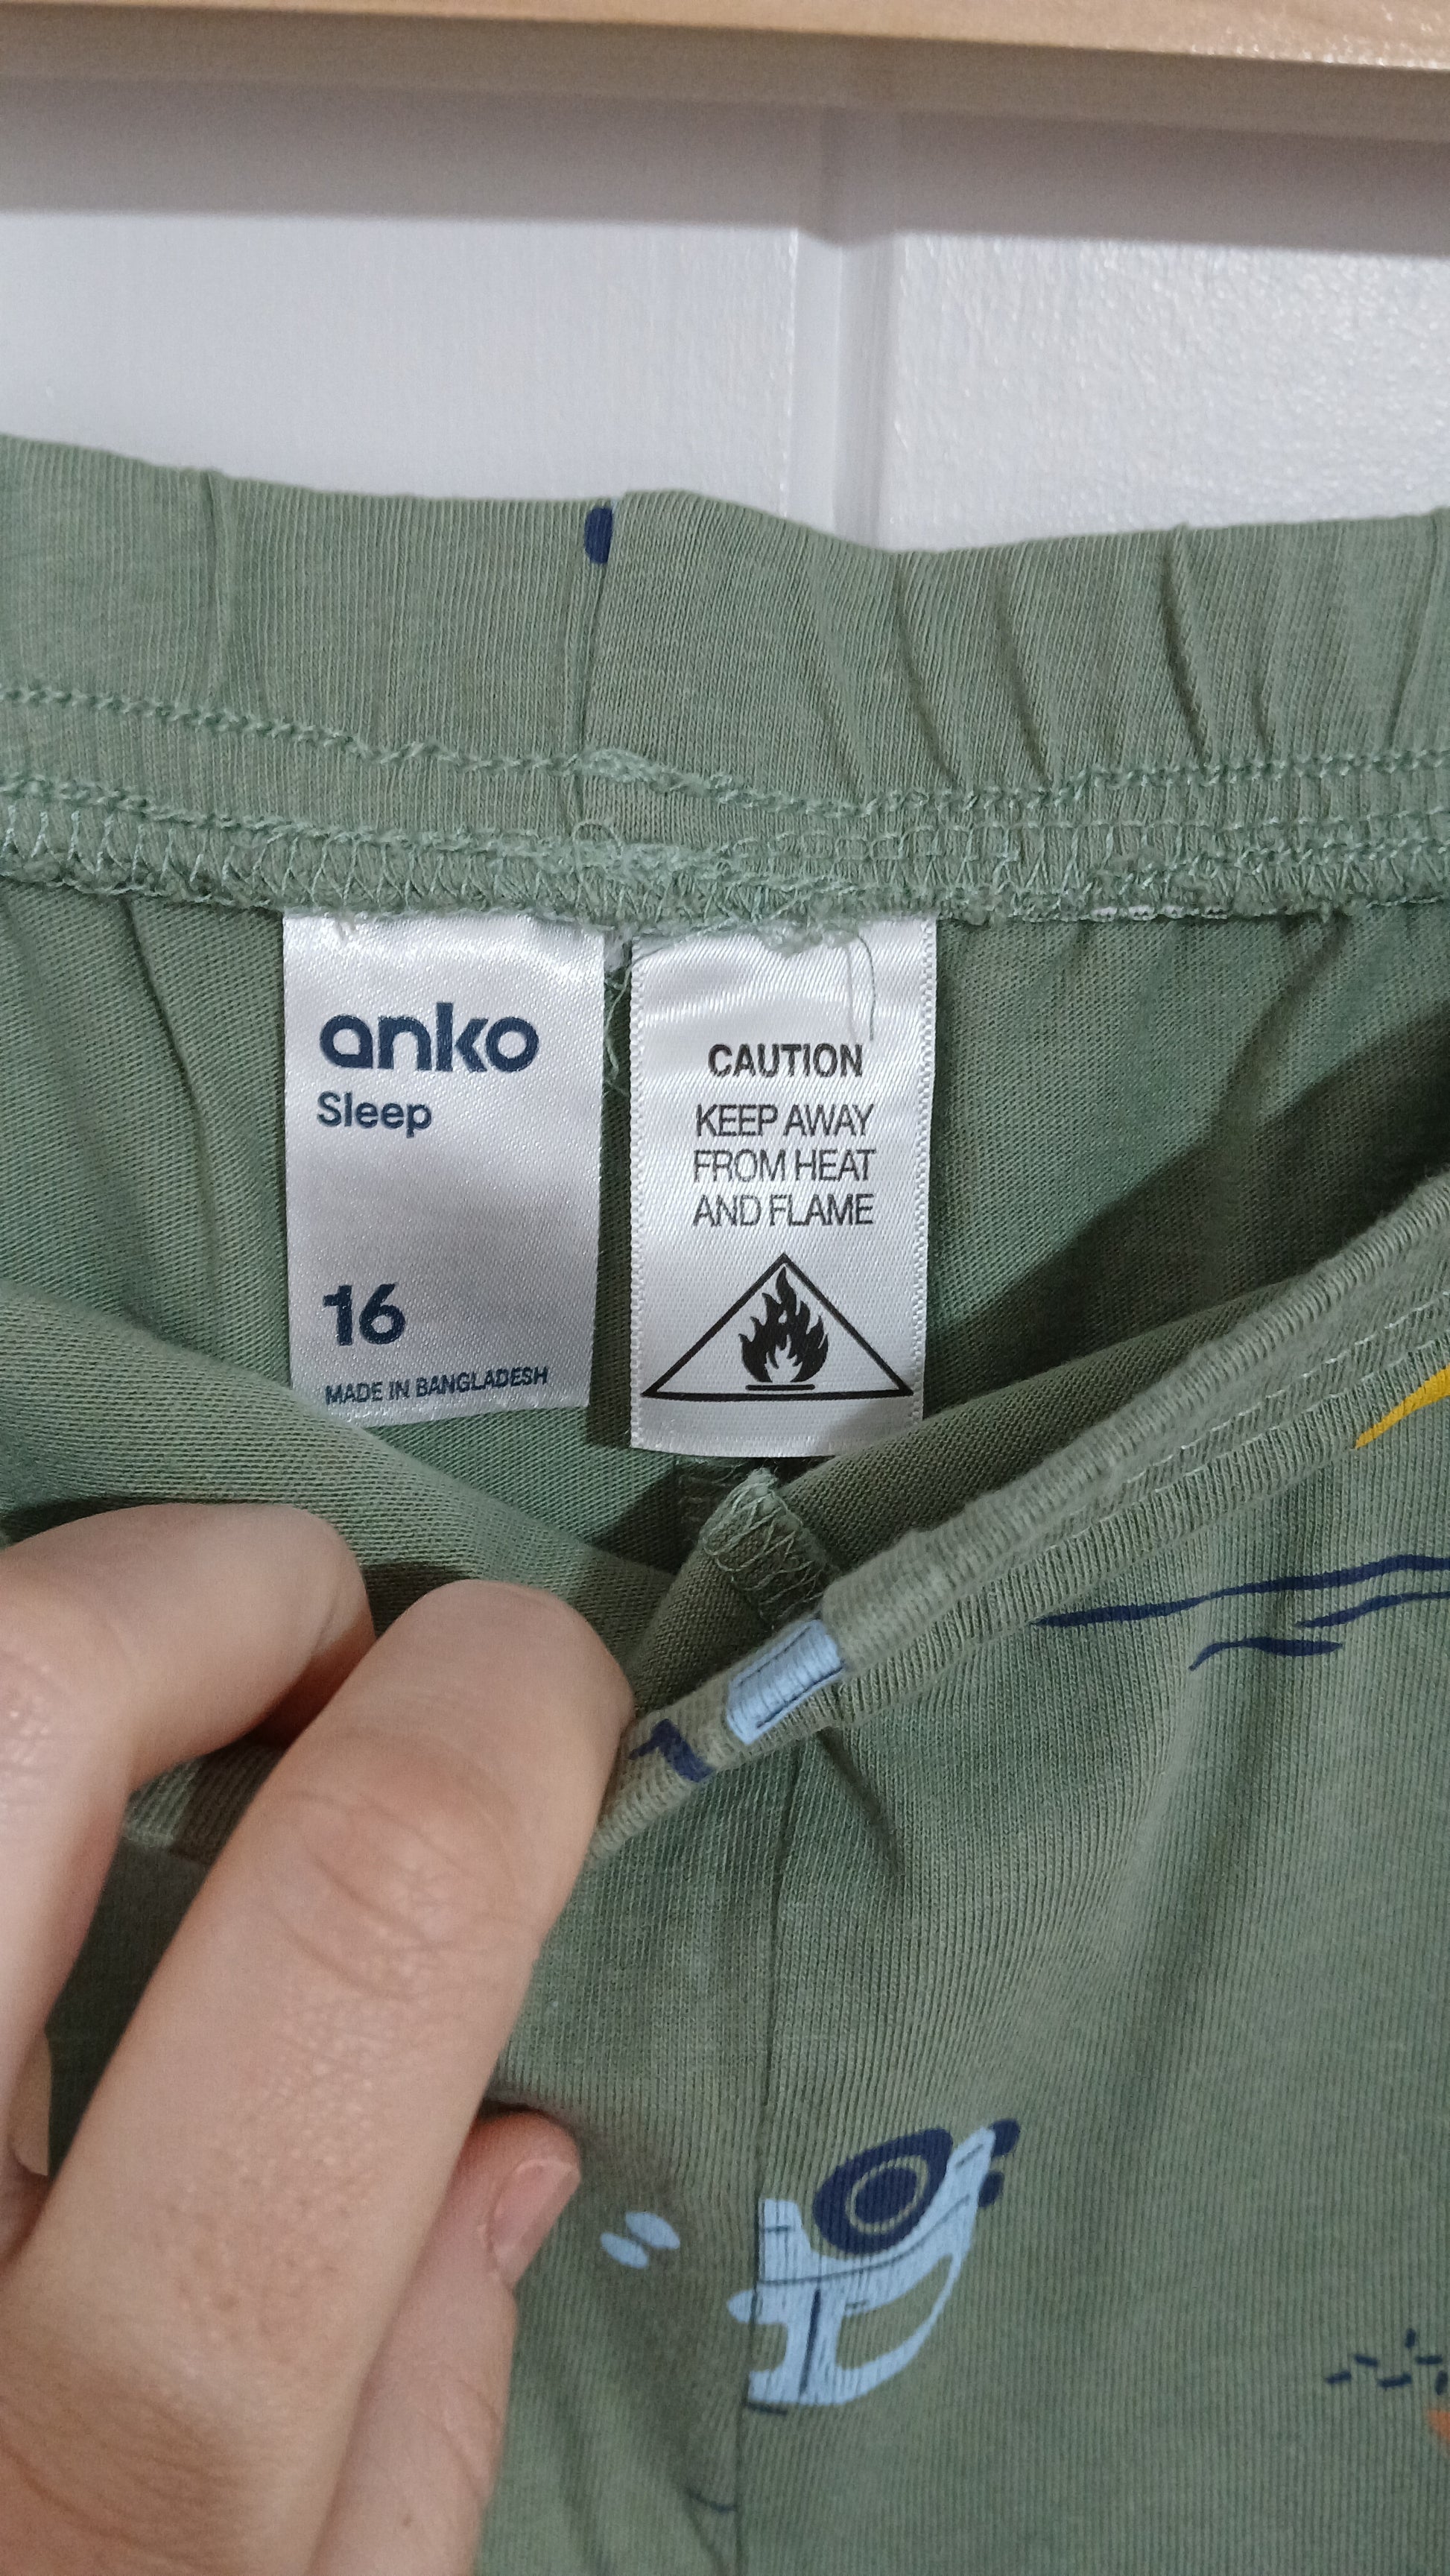 anko
Sleep
16
MADE IN BANGLADESH
CAUTION
KEEP AWAY
FROM HEAT
AND FLAME